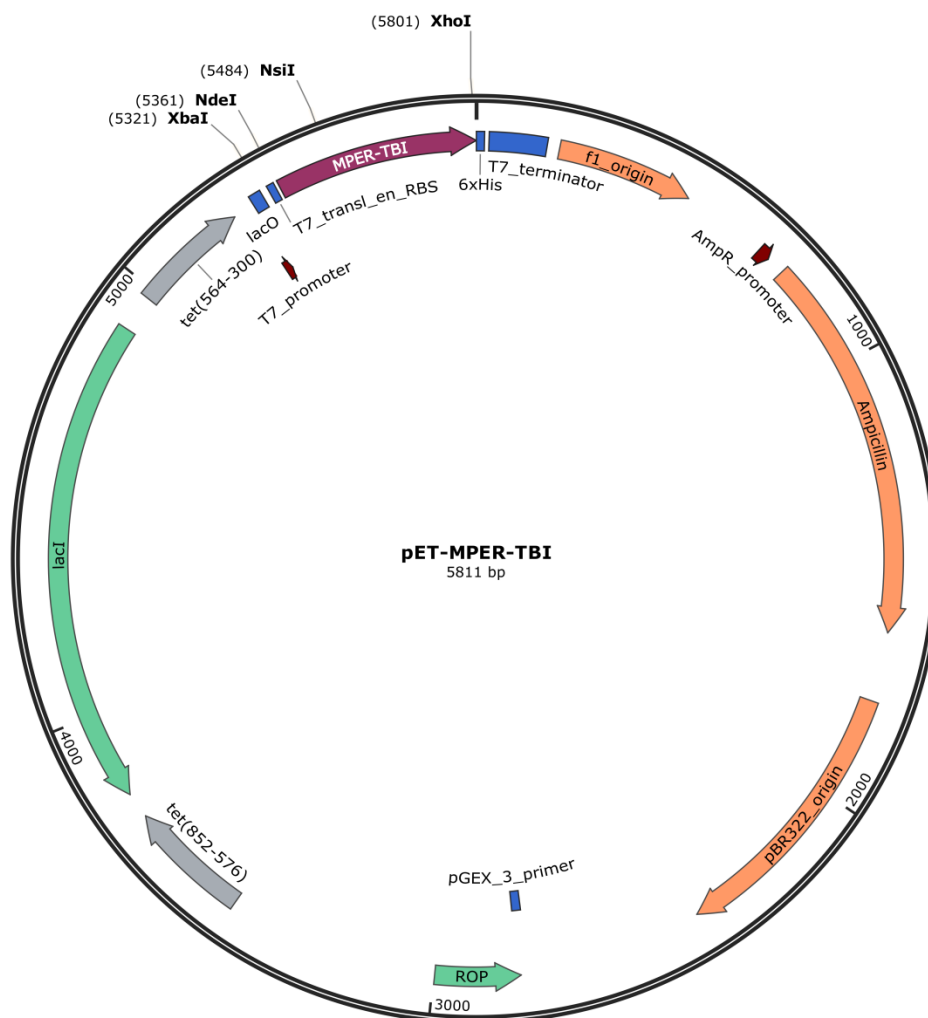 (5801) XhoI
(5484) NsiI
(5361) NdeI
(5321) XbaI
MPER-TBI
6xHis
T7_terminator
f1_origin
T7_transl_en_RBS
lacO
T7_promoter
tet(564-300)
5000
AmpR_promoter
1000
Ampicillin
lacI
pET-MPER-TBI
5811 bp
4000
tet(852-576)
2000
pBR322_origin
pGEX_3_primer
ROP
3000